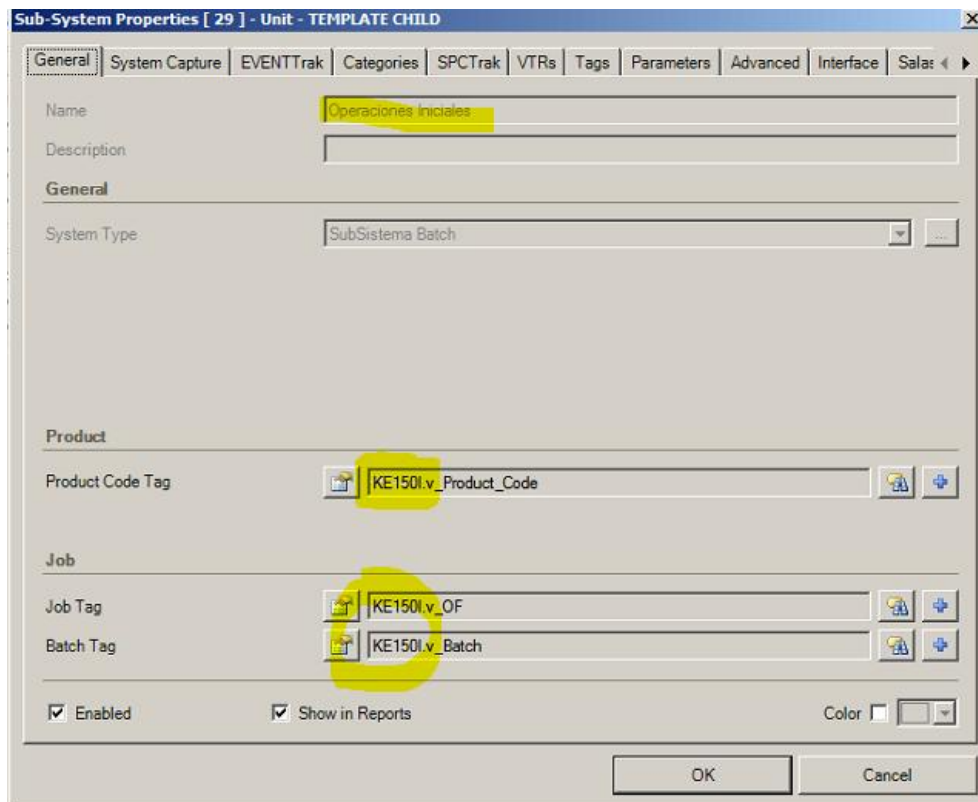 Sub-System Properties [ 29 ] - Unit - TEMPLATE CHILD
General System Capture EVENTTrak Categories SPCTrak VTRs Tags Parameters Advanced Interface
Name Operaciones Iniciales
Description
General
System Type SubSistema Batch ...
Product
Product Code Tag KE150I.v_Product_Code
Job
Job Tag KE150I.v_OF
Batch Tag KE150I.v_Batch
Enabled Show in Reports Color
OK Cancel